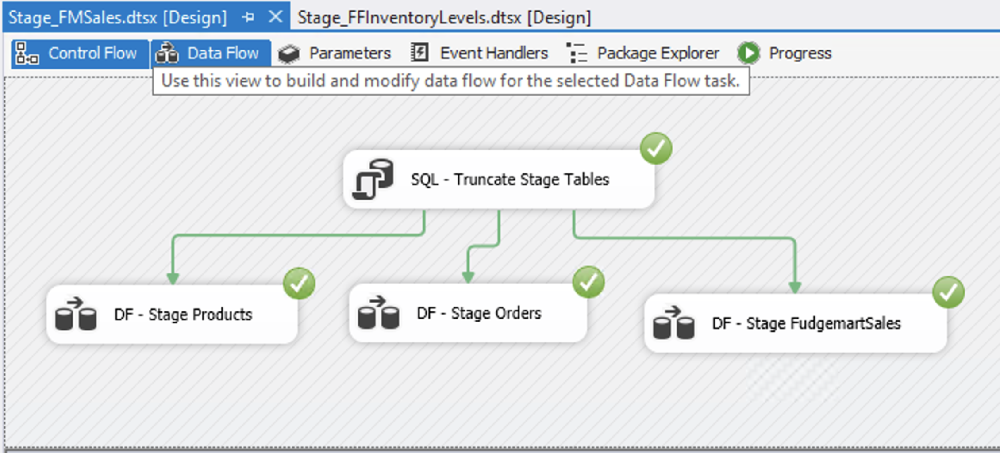 Stage_FMSales.dtsx [Design] Stage_FFInventoryLevels.dtsx [Design]
Control Flow Data Flow Parameters Event Handlers Package Explorer Progress
Use this view to build and modify data flow for the selected Data Flow task.
SQL - Truncate Stage Tables
DF - Stage Products
DF - Stage Orders
DF - Stage FudgemartSales